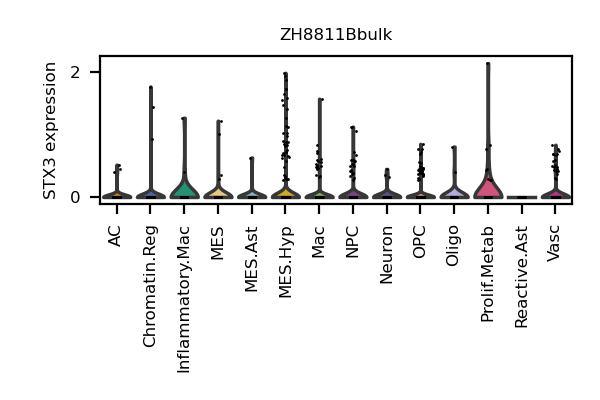 ZH8811Bbulk
STX3 expression
2
0
AC
Chromatin.Reg
Inflammatory.Mac
MES
MES.Ast
MES.Hyp
Mac
NPC
Neuron
OPC
Oligo
Prolif.Metab
Reactive.Ast
Vasc